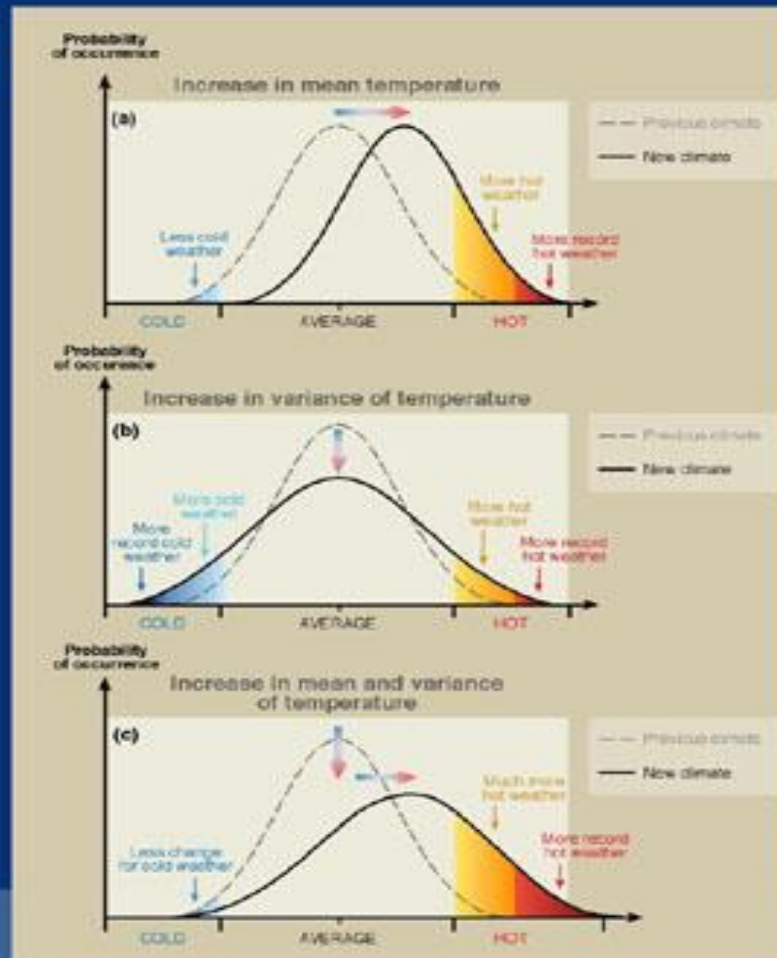 Probability
of occurrence
Increase in mean temperature
(a)
Previous climate
New climate
More hot
weather
Less cold
weather
More record
hot weather
COLD
AVERAGE
HOT
Probability
of occurrence
Increase in variance of temperature
(b)
Previous climate
New climate
More cold
weather
More
record cold
weather
More hot
weather
More record
hot weather
COLD
AVERAGE
HOT
Probability
of occurrence
Increase in mean and variance
of temperature
(c)
Previous climate
New climate
Much more
hot weather
Less change
for cold weather
More record
hot weather
COLD
AVERAGE
HOT